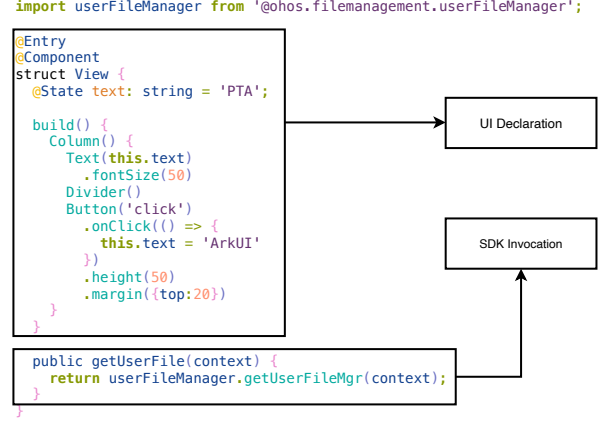 import userFileManager from '@ohos.filemanagement.userFileManager';
@Entry
@Component
struct View {
  @State text: string = 'PTA';
  build() {
    Column() {
      Text(this.text)
        .fontSize(50)
      Divider()
      Button('click')
        .onClick(() => {
          this.text = 'ArkUI'
        })
        .height(50)
        .margin({top:20})
    }
  }
UI Declaration
SDK Invocation
  public getUserFile(context) {
    return userFileManager.getUserFileMgr(context);
  }
}